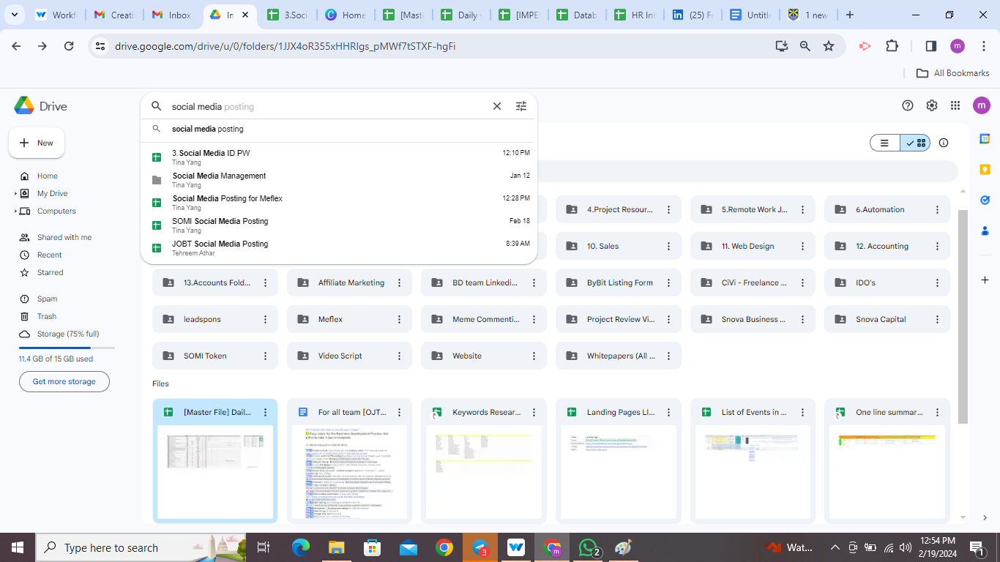 Workf
Creati
Inbox
In
3.Soci
Home
[Mast
Daily
[IMPE
Datab
HR Int
(25) Fe
Untitle
1 new
drive.google.com/drive/u/0/folders/1JJX4oR355xHHRIgs_pMWf7tSTXF-hgFi
m
All Bookmarks
Drive
social media posting
m
social media posting
New
3.Social Media ID PW 12:10 PM
Tina Yang
Social Media Management Jan 12
Tina Yang
Social Media Posting for Meflex 12:28 PM
Tina Yang
SOMI Social Media Posting Feb 18
Tina Yang
JOBT Social Media Posting 8:39 AM
Tehreem Athar
Home
My Drive
Computers
Shared with me
Recent
Starred
Spam
Trash
Storage (75% full)
11.4 GB of 15 GB used
Get more storage
4.Project Resour...
5.Remote Work J...
6.Automation
10. Sales
11. Web Design
12. Accounting
13.Accounts Fold...
Affiliate Marketing
BD team Linkedi...
ByBit Listing Form
CiVi - Freelance ...
IDO's
leadspons
Meflex
Meme Commenti...
Project Review Vi...
Snova Business ...
Snova Capital
SOMI Token
Video Script
Website
Whitepapers (All ...
Files
[Master File] Dail...
For all team [OJT...
Keywords Resear...
Landing Pages LI...
List of Events in ...
One line summar...
Type here to search
3
m
2
Wat...
12:54 PM
2/19/2024
1